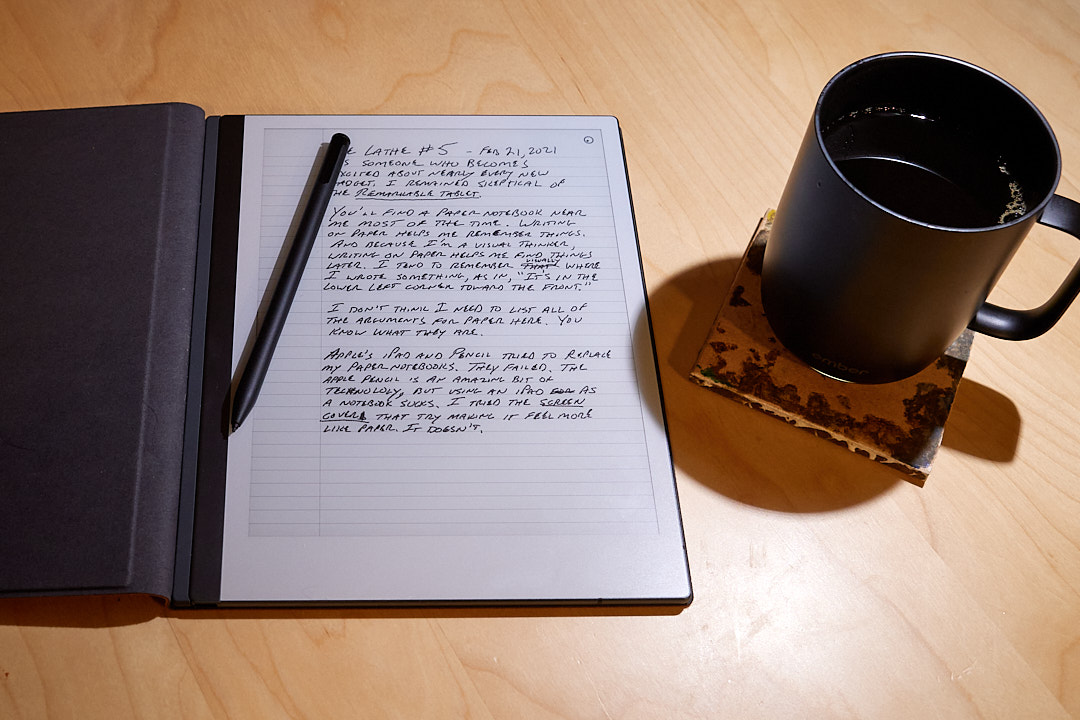 E LATHE #5 - FEB 21, 2021
S SOMEONE WHO BECOMES
XCITED ABOUT NEARLY EVERY NEW
ADGET, I REMAINED SKEPTICAL OF
HE REMARKABLE TABLET.
YOU'LL FIND A PAPER NOTEBOOK NEAR
ME MOST OF THE TIME. WRITING
ON PAPER HELPS ME REMEMBER THINGS.
AND BECAUSE I'M A VISUAL THINKER,
WRITING ON PAPER HELPS ME FIND THINGS
LATER. I TEND TO REMEMBER VISUALLY THAT WHERE
I WROTE SOMETHING, AS IN, "IT'S IN THE
LOWER LEFT CORNER TOWARD THE FRONT."
I DON'T THINK I NEED TO LIST ALL OF
THE ARGUMENTS FOR PAPER HERE. YOU
KNOW WHAT THEY ARE.
APPLE'S IPAD AND PENCIL TRIED TO REPLACE
MY PAPER NOTEBOOKS. THEY FAILED. THE
APPLE PENCIL IS AN AMAZING BIT OF
TECHNOLOGY, BUT USING AN IPAD AS
A NOTEBOOK SUCKS. I TRIED THE SCREEN
COVERS THAT TRY MAKING IT FEEL MORE
LIKE PAPER. IT DOESN'T.
ember